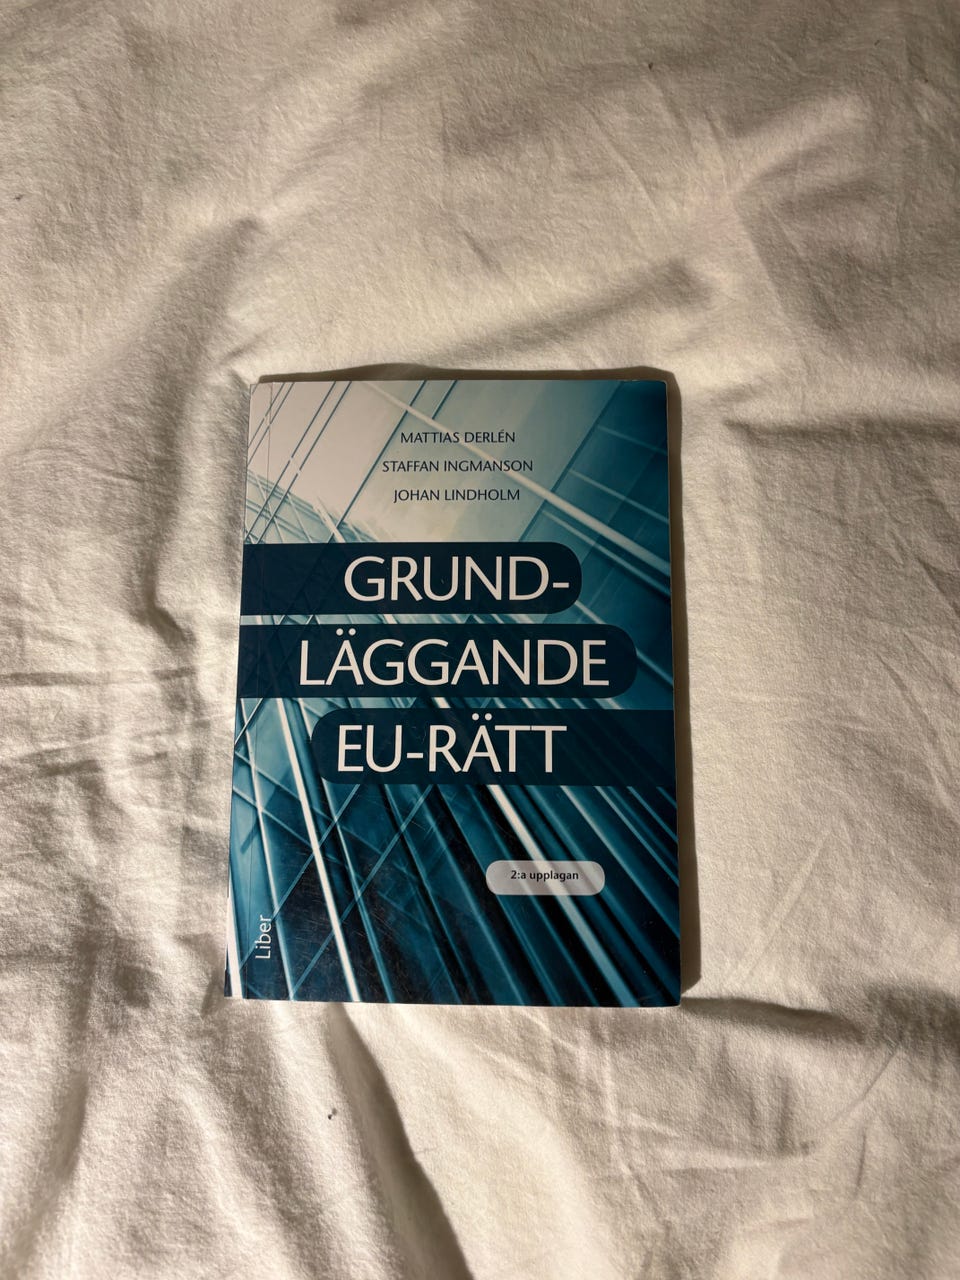 MATTIAS DERLÉN
STAFFAN INGMANSON
JOHAN LINDHOLM
GRUND-
LÄGGANDE
EU-RÄTT
2:a upplagan
Liber